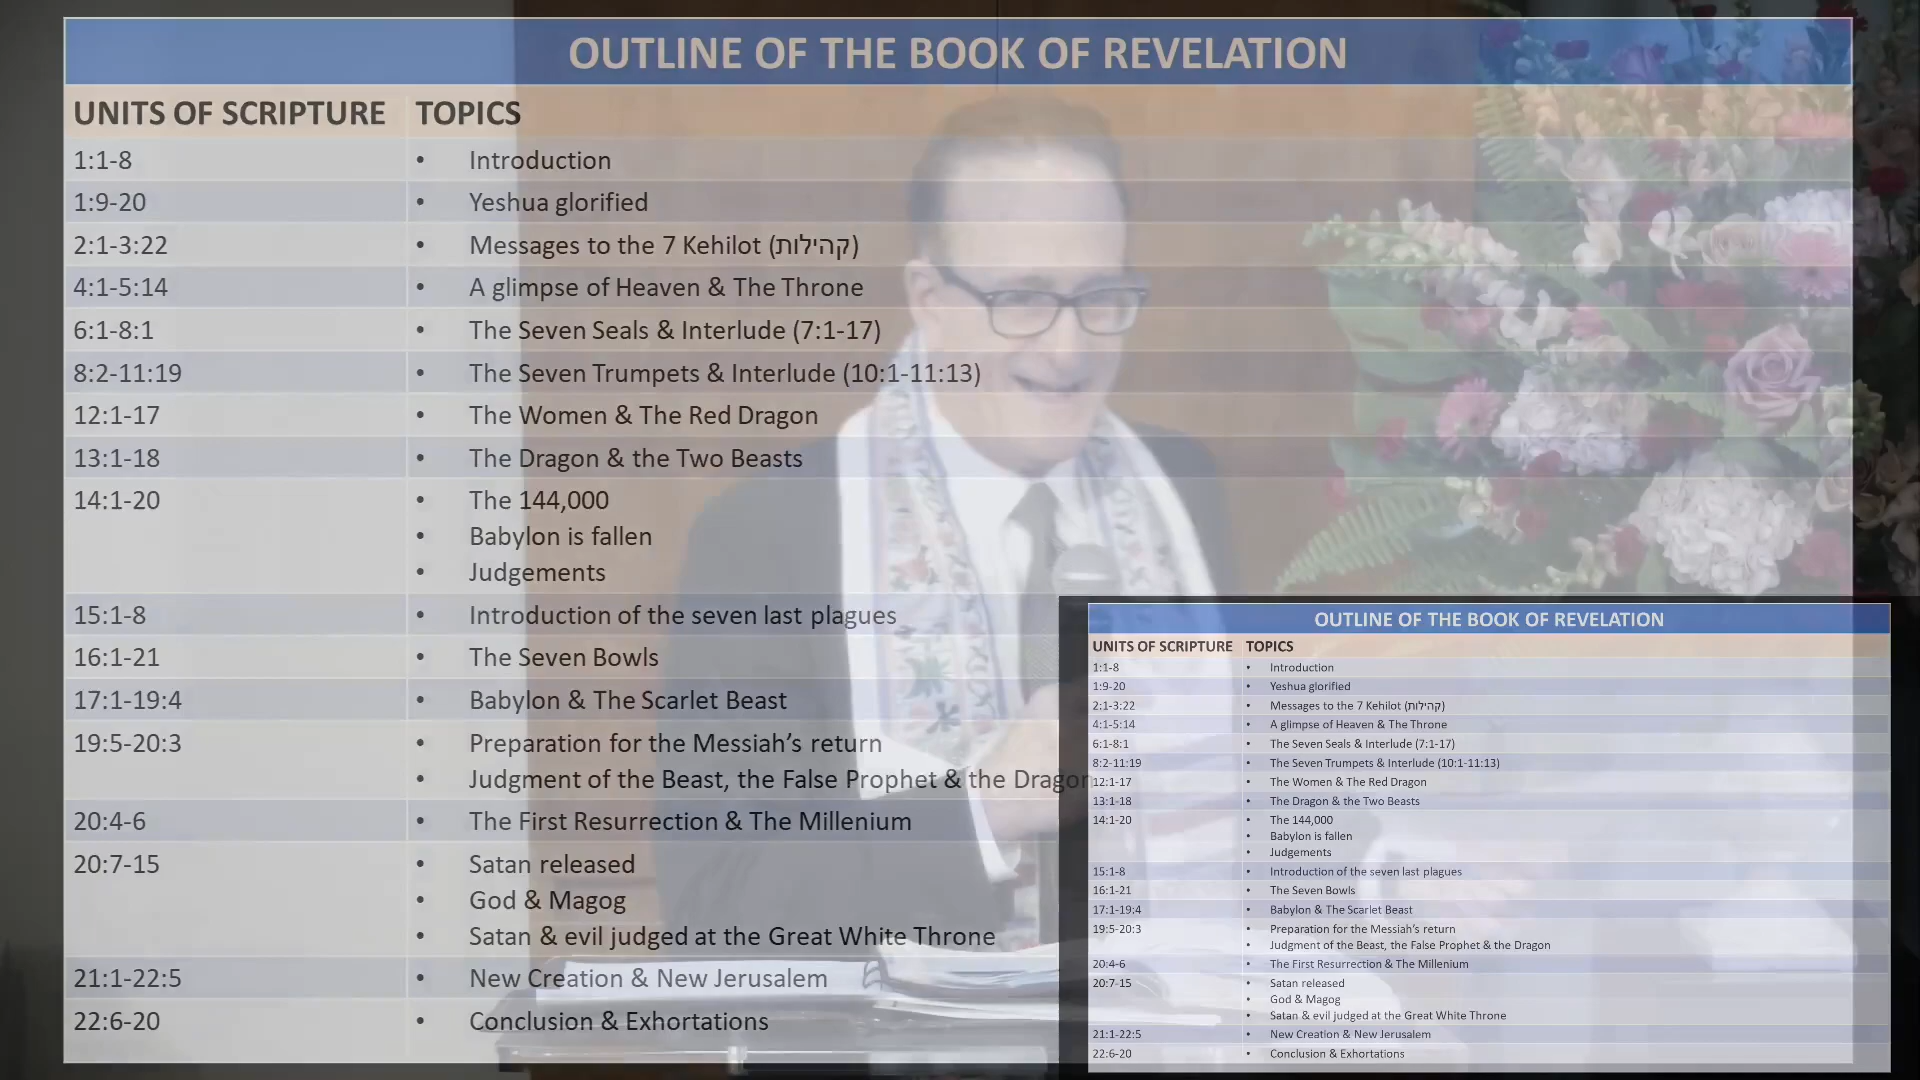 OUTLINE OF THE BOOK OF REVELATION
UNITS OF SCRIPTURE TOPICS
1:1-8 • Introduction
1:9-20 • Yeshua glorified
2:1-3:22 • Messages to the 7 Kehilot (קהילות)
4:1-5:14 • A glimpse of Heaven & The Throne
6:1-8:1 • The Seven Seals & Interlude (7:1-17)
8:2-11:19 • The Seven Trumpets & Interlude (10:1-11:13)
12:1-17 • The Women & The Red Dragon
13:1-18 • The Dragon & the Two Beasts
14:1-20 • The 144,000
• Babylon is fallen
• Judgements
15:1-8 • Introduction of the seven last plagues
16:1-21 • The Seven Bowls
17:1-19:4 • Babylon & The Scarlet Beast
19:5-20:3 • Preparation for the Messiah’s return
• Judgment of the Beast, the False Prophet & the Dragon
20:4-6 • The First Resurrection & The Millenium
20:7-15 • Satan released
• God & Magog
• Satan & evil judged at the Great White Throne
21:1-22:5 • New Creation & New Jerusalem
22:6-20 • Conclusion & Exhortations
OUTLINE OF THE BOOK OF REVELATION
UNITS OF SCRIPTURE TOPICS
1:1-8 • Introduction
1:9-20 • Yeshua glorified
2:1-3:22 • Messages to the 7 Kehilot (קהילות)
4:1-5:14 • A glimpse of Heaven & The Throne
6:1-8:1 • The Seven Seals & Interlude (7:1-17)
8:2-11:19 • The Seven Trumpets & Interlude (10:1-11:13)
12:1-17 • The Women & The Red Dragon
13:1-18 • The Dragon & the Two Beasts
14:1-20 • The 144,000
• Babylon is fallen
• Judgements
15:1-8 • Introduction of the seven last plagues
16:1-21 • The Seven Bowls
17:1-19:4 • Babylon & The Scarlet Beast
19:5-20:3 • Preparation for the Messiah’s return
• Judgment of the Beast, the False Prophet & the Dragon
20:4-6 • The First Resurrection & The Millenium
20:7-15 • Satan released
• God & Magog
• Satan & evil judged at the Great White Throne
21:1-22:5 • New Creation & New Jerusalem
22:6-20 • Conclusion & Exhortations